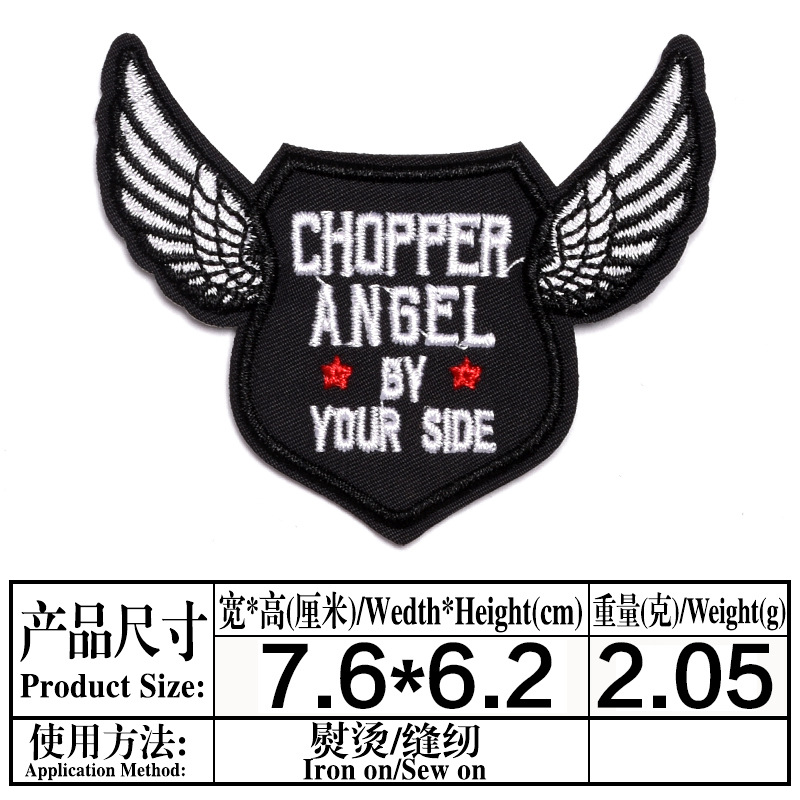 CHOPPER
ANGEL
BY
YOUR SIDE
产品尺寸
Product Size:
宽*高(厘米)/Wedth*Height(cm)
7.6*6.2
重量(克)/Weight(g)
2.05
使用方法:
Application Method:
熨烫/缝纫
Iron on/Sew on